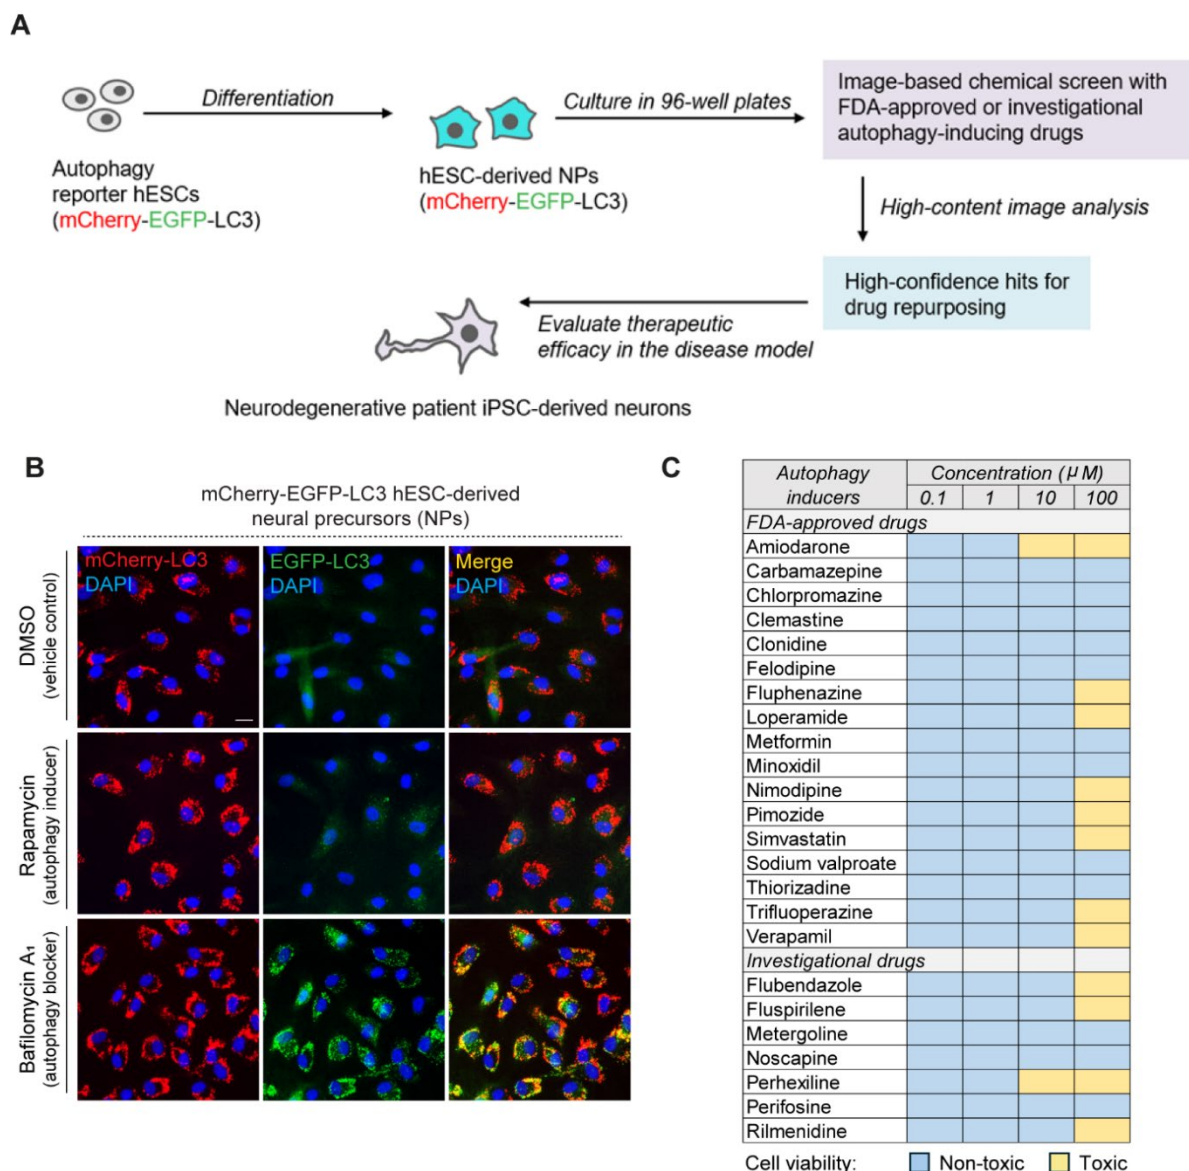 A
Autophagy
reporter hESCs
(mCherry-EGFP-LC3)
Differentiation
hESC-derived NPs
(mCherry-EGFP-LC3)
Culture in 96-well plates
Image-based chemical screen with
FDA-approved or investigational
autophagy-inducing drugs
High-content image analysis
High-confidence hits for
drug repurposing
Evaluate therapeutic
efficacy in the disease model
Neurodegenerative patient iPSC-derived neurons
B
mCherry-EGFP-LC3 hESC-derived
neural precursors (NPs)
mCherry-LC3
DAPI
EGFP-LC3
DAPI
Merge
DAPI
DMSO
(vehicle control)
Rapamycin
(autophagy inducer)
Bafilomycin A₁
(autophagy blocker)
C
Autophagy
inducers
Concentration (μM)
0.1 1 10 100
FDA-approved drugs
Amiodarone
Carbamazepine
Chlorpromazine
Clemastine
Clonidine
Felodipine
Fluphenazine
Loperamide
Metformin
Minoxidil
Nimodipine
Pimozide
Simvastatin
Sodium valproate
Thiorizadine
Trifluoperazine
Verapamil
Investigational drugs
Flubendazole
Fluspirilene
Metergoline
Noscapine
Perhexiline
Perifosine
Rilmenidine
Cell viability: Non-toxic Toxic